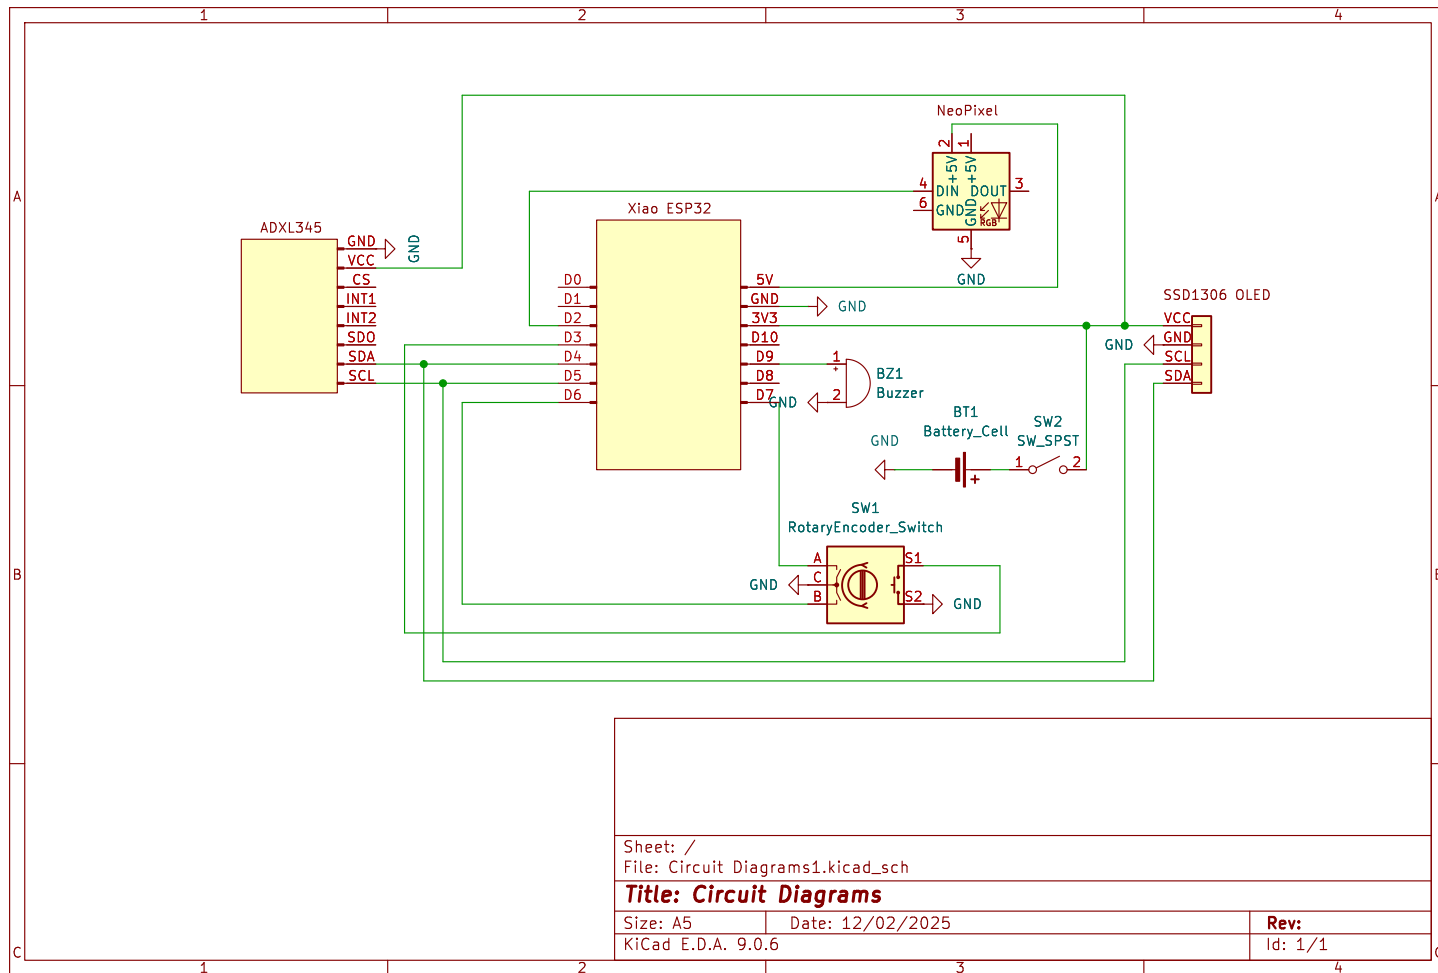 1 2 3 4
A
B
C
A
NeoPixel
2 1
+5V +5V
4 DIN DOUT 3
6 GND GND
RGB
5
GND
ADXL345
GND GND
VCC
CS
INT1
INT2
SDO
SDA
SCL
Xiao ESP32
D0
D1
D2
D3
D4
D5
D6
5V
GND GND
3V3
D10
D9
D8
D7
1
+
2
GND
BZ1
Buzzer
SSD1306 OLED
VCC
GND GND
SCL
SDA
BT1
Battery_Cell
GND
+
SW2
SW_SPST
1 2
SW1
RotaryEncoder_Switch
A S1
GND C
B S2 GND
Sheet: /
File: Circuit Diagrams1.kicad_sch
Title: Circuit Diagrams
Size: A5 Date: 12/02/2025 Rev:
KiCad E.D.A. 9.0.6 Id: 1/1
1 2 3 4